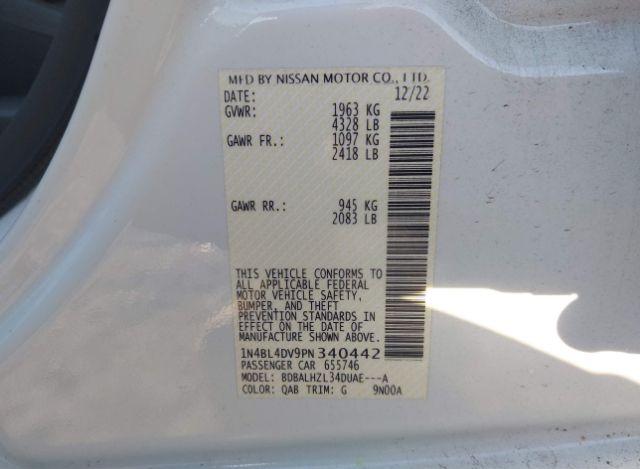 MFD BY NISSAN MOTOR CO., LTD.
DATE: 12/22
GVWR: 1963 KG
4328 LB
GAWR FR.: 1097 KG
2418 LB
GAWR RR.: 945 KG
2083 LB
THIS VEHICLE CONFORMS TO
ALL APPLICABLE FEDERAL
MOTOR VEHICLE SAFETY,
BUMPER, AND THEFT
PREVENTION STANDARDS IN
EFFECT ON THE DATE OF
MANUFACTURE SHOWN ABOVE.
1N4BL4DV9PN340442
PASSENGER CAR 655746
MODEL: BDBALHZL34DUAE---A
COLOR: QAB TRIM: G 9N00A